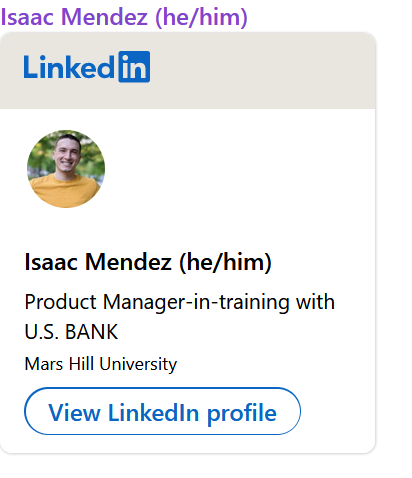 Isaac Mendez (he/him)
LinkedIn
Isaac Mendez (he/him)
Product Manager-in-training with
U.S. BANK
Mars Hill University
View LinkedIn profile